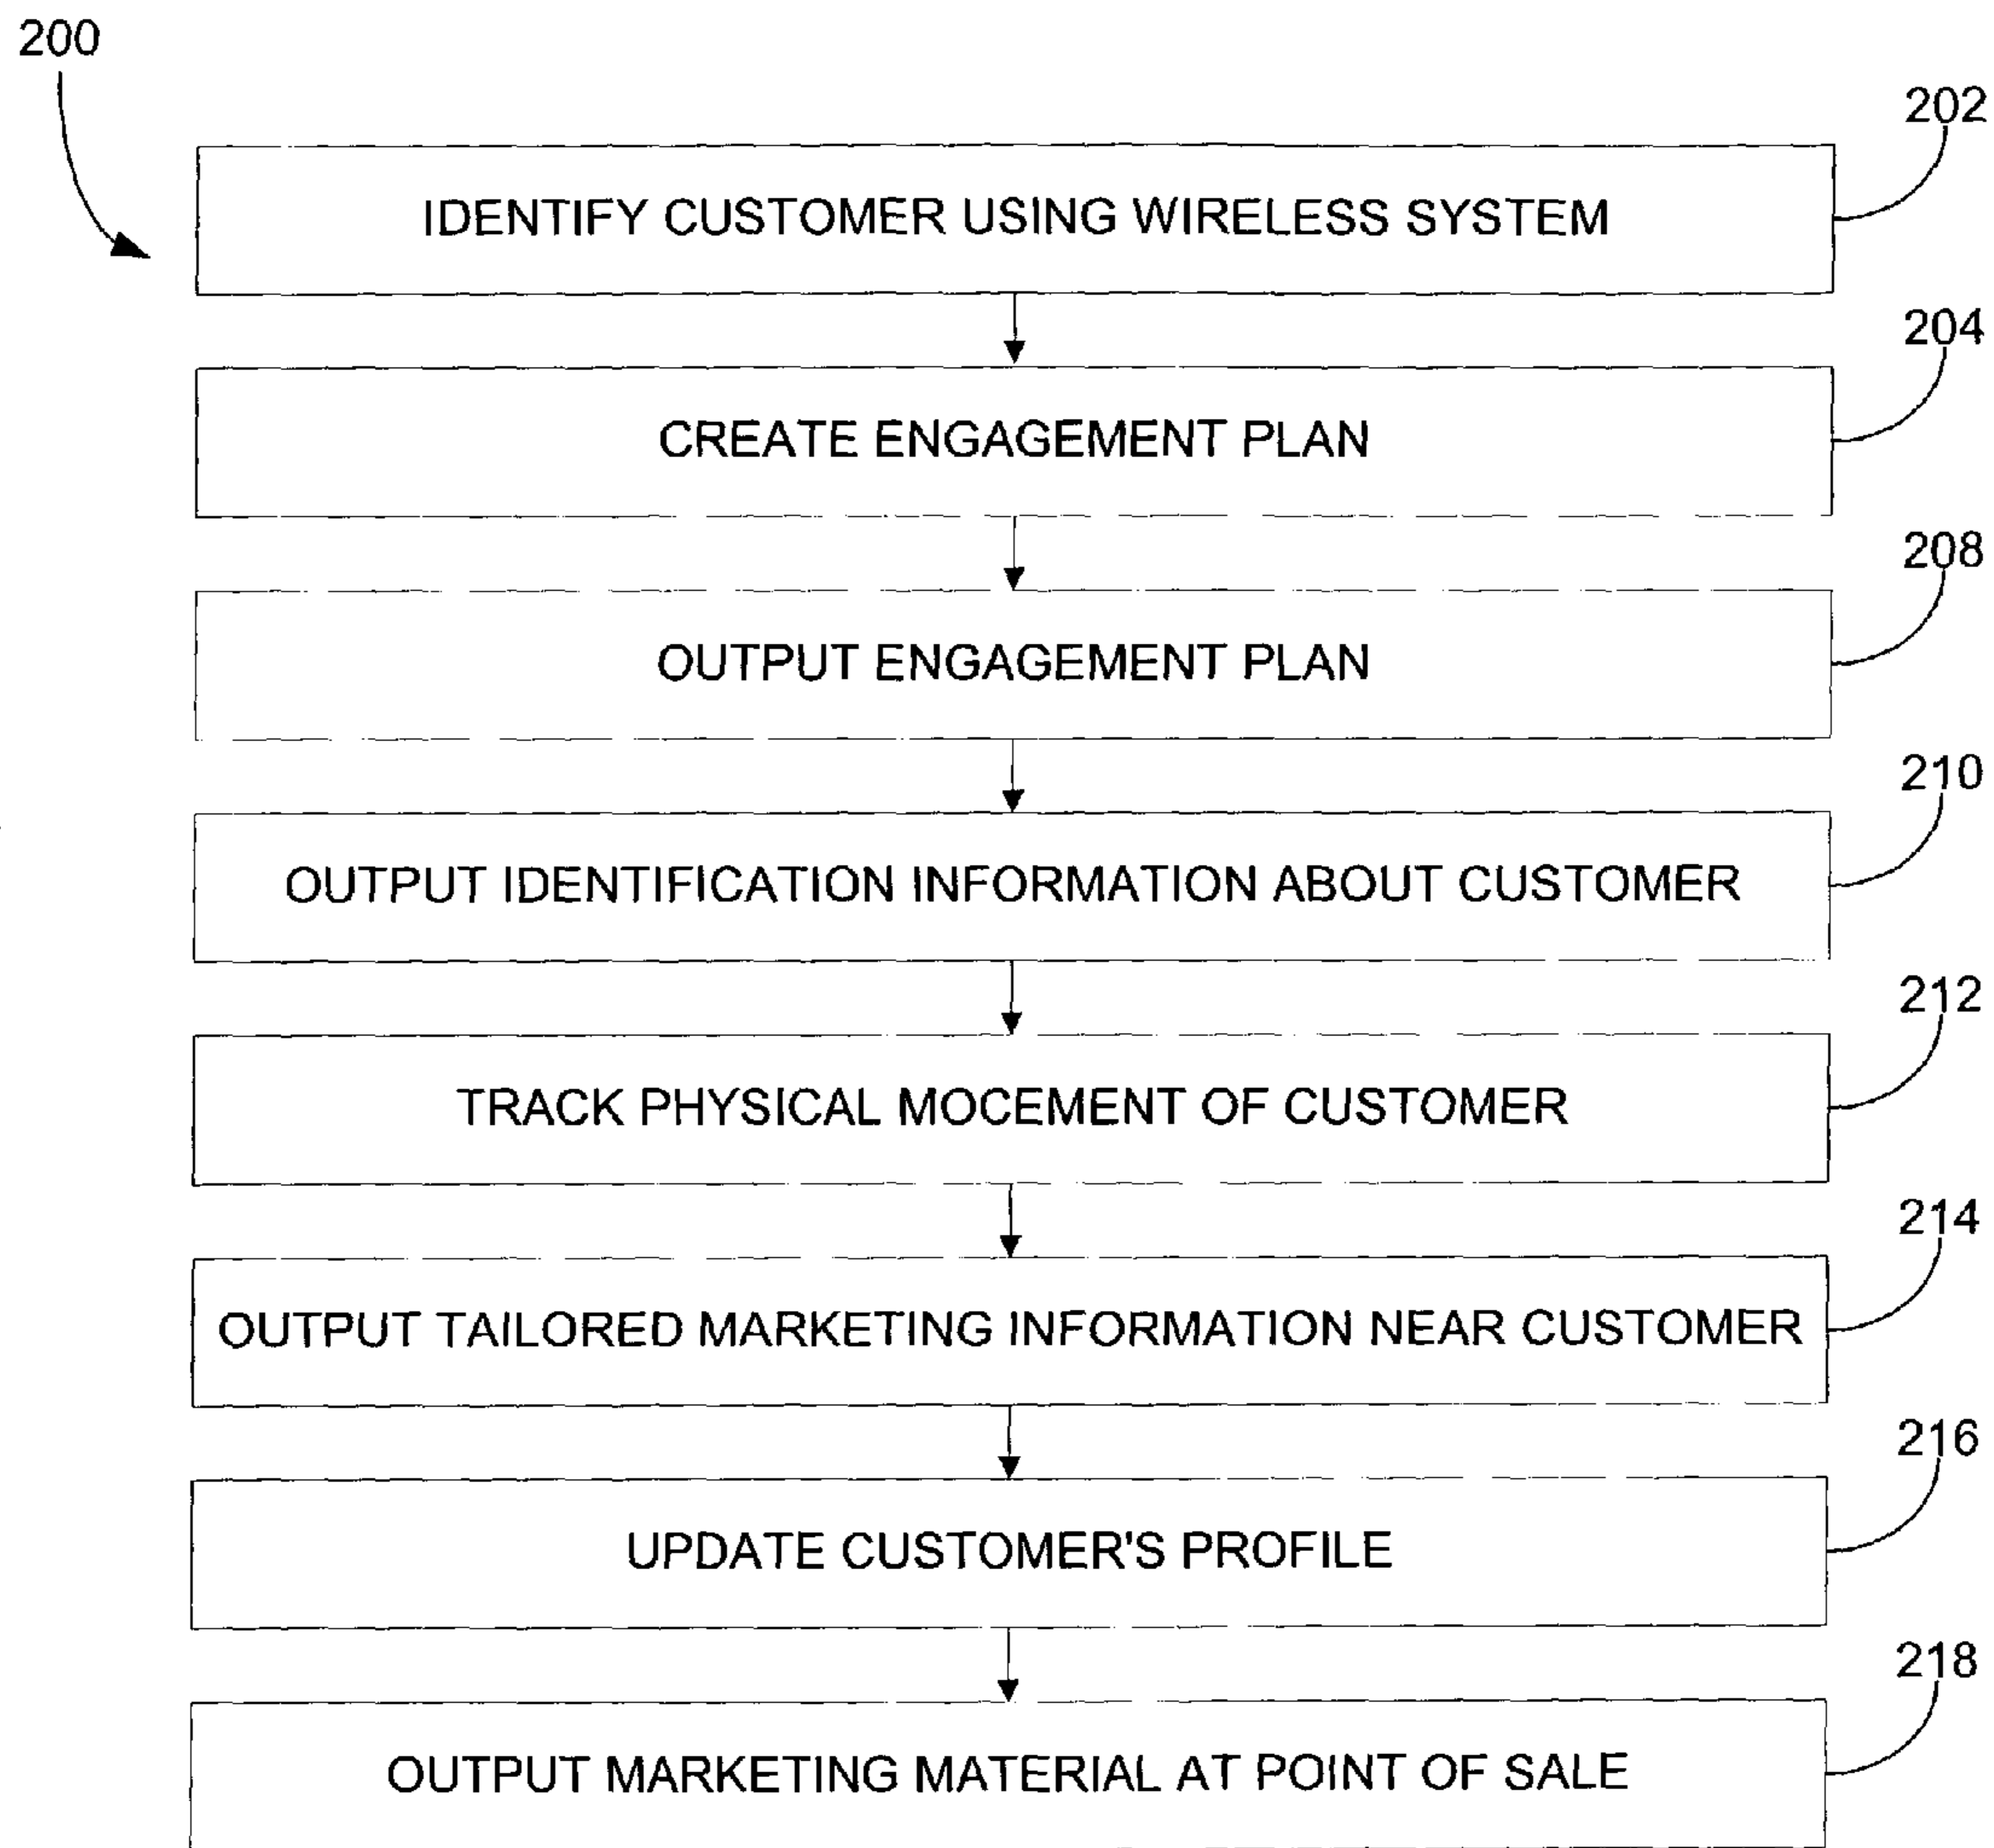 200
202
IDENTIFY CUSTOMER USING WIRELESS SYSTEM
204
CREATE ENGAGEMENT PLAN
208
OUTPUT ENGAGEMENT PLAN
210
OUTPUT IDENTIFICATION INFORMATION ABOUT CUSTOMER
212
TRACK PHYSICAL MOCEMENT OF CUSTOMER
214
OUTPUT TAILORED MARKETING INFORMATION NEAR CUSTOMER
216
UPDATE CUSTOMER'S PROFILE
218
OUTPUT MARKETING MATERIAL AT POINT OF SALE